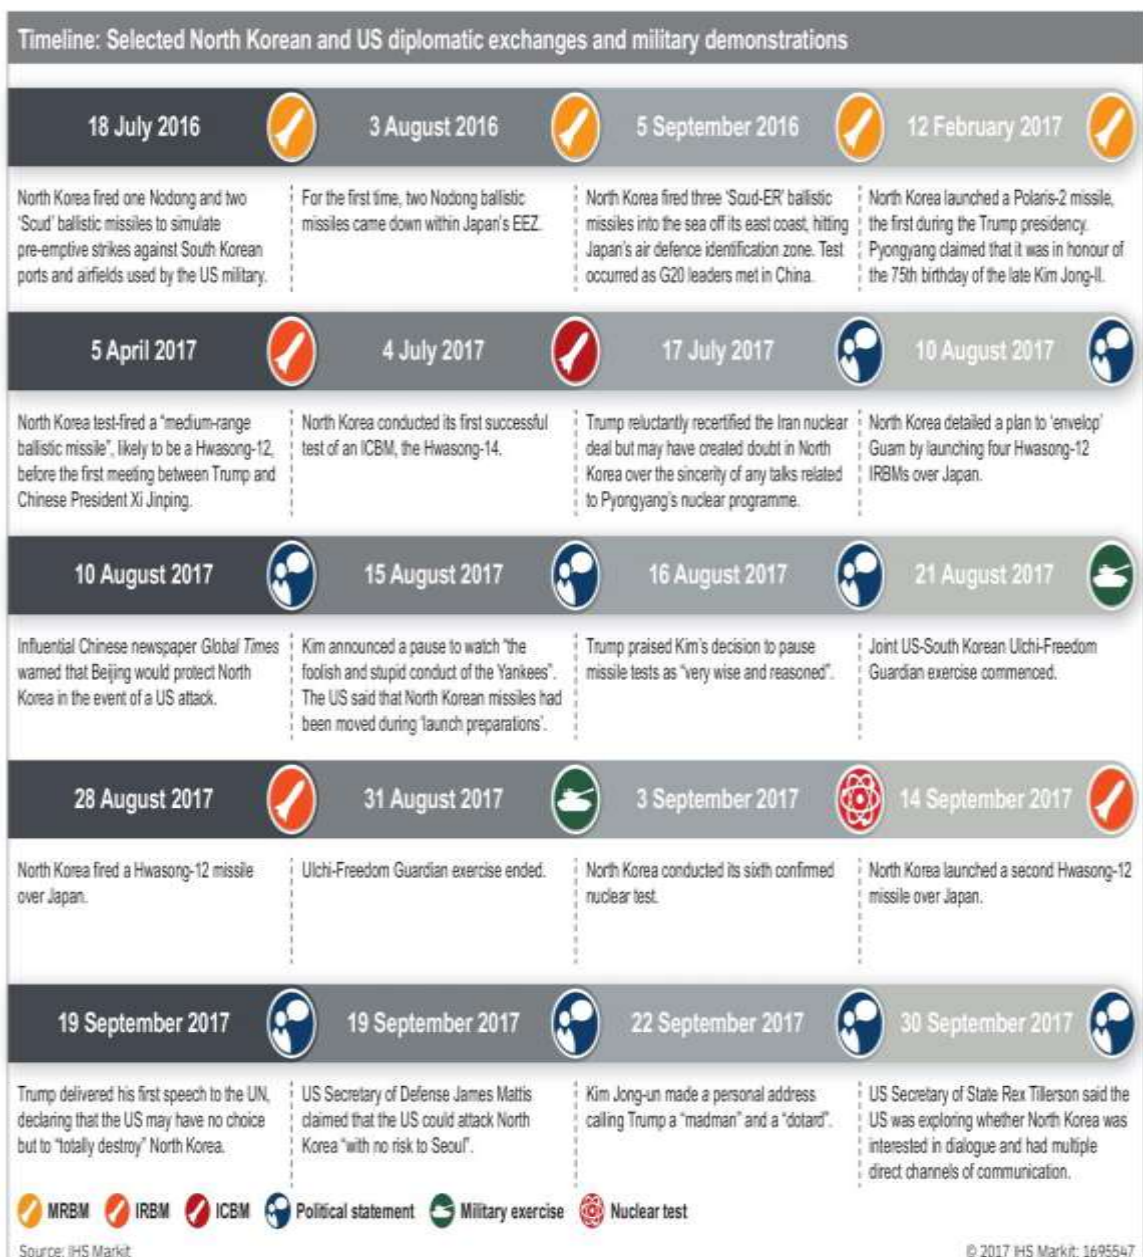 Timeline: Selected North Korean and US diplomatic exchanges and military demonstrations
18 July 2016
3 August 2016
5 September 2016
12 February 2017
North Korea fired one Nodong and two
'Scud' ballistic missiles to simulate
pre-emptive strikes against South Korean
ports and airfields used by the US military.
For the first time, two Nodong ballistic
missiles came down within Japan's EEZ.
North Korea fired three 'Scud-ER' ballistic
missiles into the sea off its east coast, hitting
Japan's air defence identification zone. Test
occurred as G20 leaders met in China.
North Korea launched a Polaris-2 missile,
the first during the Trump presidency.
Pyongyang claimed that it was in honour of
the 75th birthday of the late Kim Jong-Il.
5 April 2017
4 July 2017
17 July 2017
10 August 2017
North Korea test-fired a "medium-range
ballistic missile", likely to be a Hwasong-12,
before the first meeting between Trump and
Chinese President Xi Jinping.
North Korea conducted its first successful
test of an ICBM, the Hwasong-14.
Trump reluctantly recertified the Iran nuclear
deal but may have created doubt in North
Korea over the sincerity of any talks related
to Pyongyang's nuclear programme.
North Korea detailed a plan to 'envelop'
Guam by launching four Hwasong-12
IRBMs over Japan.
10 August 2017
15 August 2017
16 August 2017
21 August 2017
Influential Chinese newspaper Global Times
warned that Beijing would protect North
Korea in the event of a US attack.
Kim announced a pause to watch "the
foolish and stupid conduct of the Yankees".
The US said that North Korean missiles had
been moved during 'launch preparations'.
Trump praised Kim's decision to pause
missile tests as "very wise and reasoned".
Joint US-South Korean Ulchi-Freedom
Guardian exercise commenced.
28 August 2017
31 August 2017
3 September 2017
14 September 2017
North Korea fired a Hwasong-12 missile
over Japan.
Ulchi-Freedom Guardian exercise ended.
North Korea conducted its sixth confirmed
nuclear test.
North Korea launched a second Hwasong-12
missile over Japan.
19 September 2017
19 September 2017
22 September 2017
30 September 2017
Trump delivered his first speech to the UN,
declaring that the US may have no choice
but to "totally destroy" North Korea.
US Secretary of Defense James Mattis
claimed that the US could attack North
Korea "with no risk to Seoul".
Kim Jong-un made a personal address
calling Trump a "madman" and a "dotard".
US Secretary of State Rex Tillerson said the
US was exploring whether North Korea was
interested in dialogue and had multiple
direct channels of communication.
MRBM IRBM ICBM Political statement Military exercise Nuclear test
Source: IHS Markit
© 2017 IHS Markit: 1695547